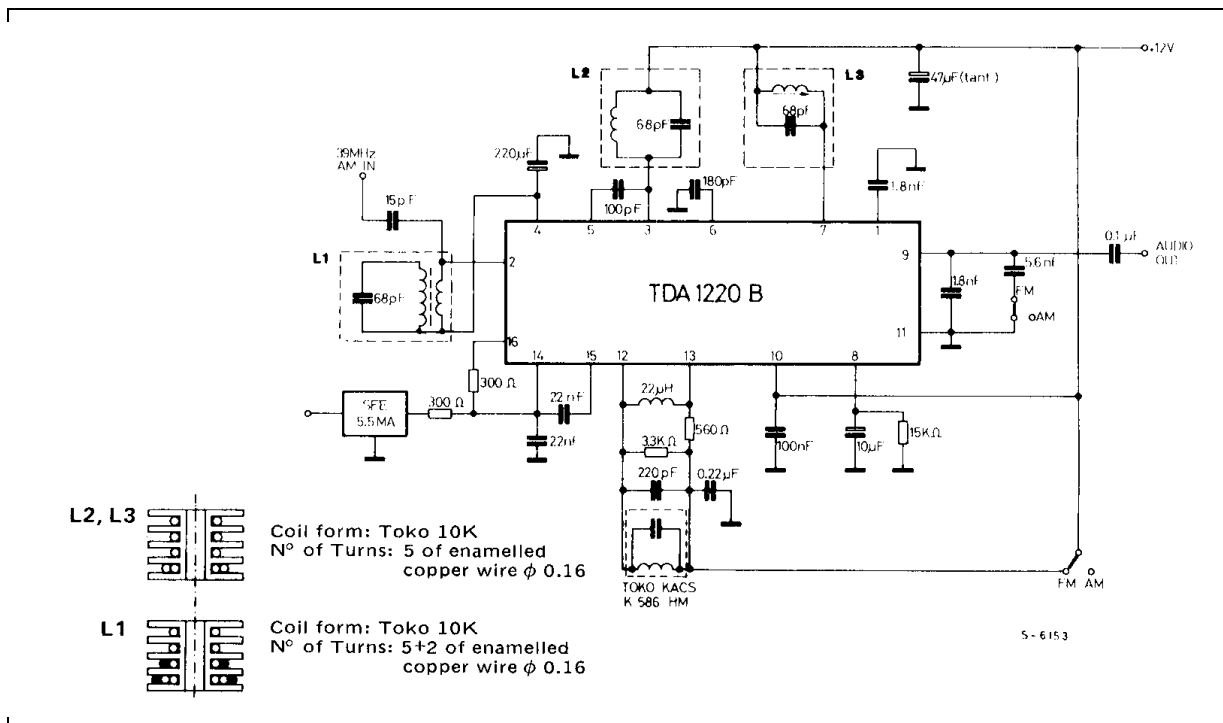 +12V
L2
L3
47µF(tant.)
68pF
68pf
220µF
39MHz
AM IN
180pF
1.8nF
15pF
100pF
4
5
3
6
7
1
0.1µF
AUDIO
OUT
9
5.6nf
L1
2
68pF
TDA 1220 B
1.8nF
FM
oAM
11
16
14
15
12
13
10
8
300 Ω
22µH
22nF
300 Ω
SFE
5.5MA
560Ω
22nf
3.3K Ω
100nF
10µF
15KΩ
220pF
0.22µF
L2, L3
Coil form: Toko 10K
N° of Turns: 5 of enamelled
copper wire ϕ 0.16
FM AM
TOKO KACS
K 586 HM
L1
Coil form: Toko 10K
N° of Turns: 5+2 of enamelled
copper wire ϕ 0.16
S-6153